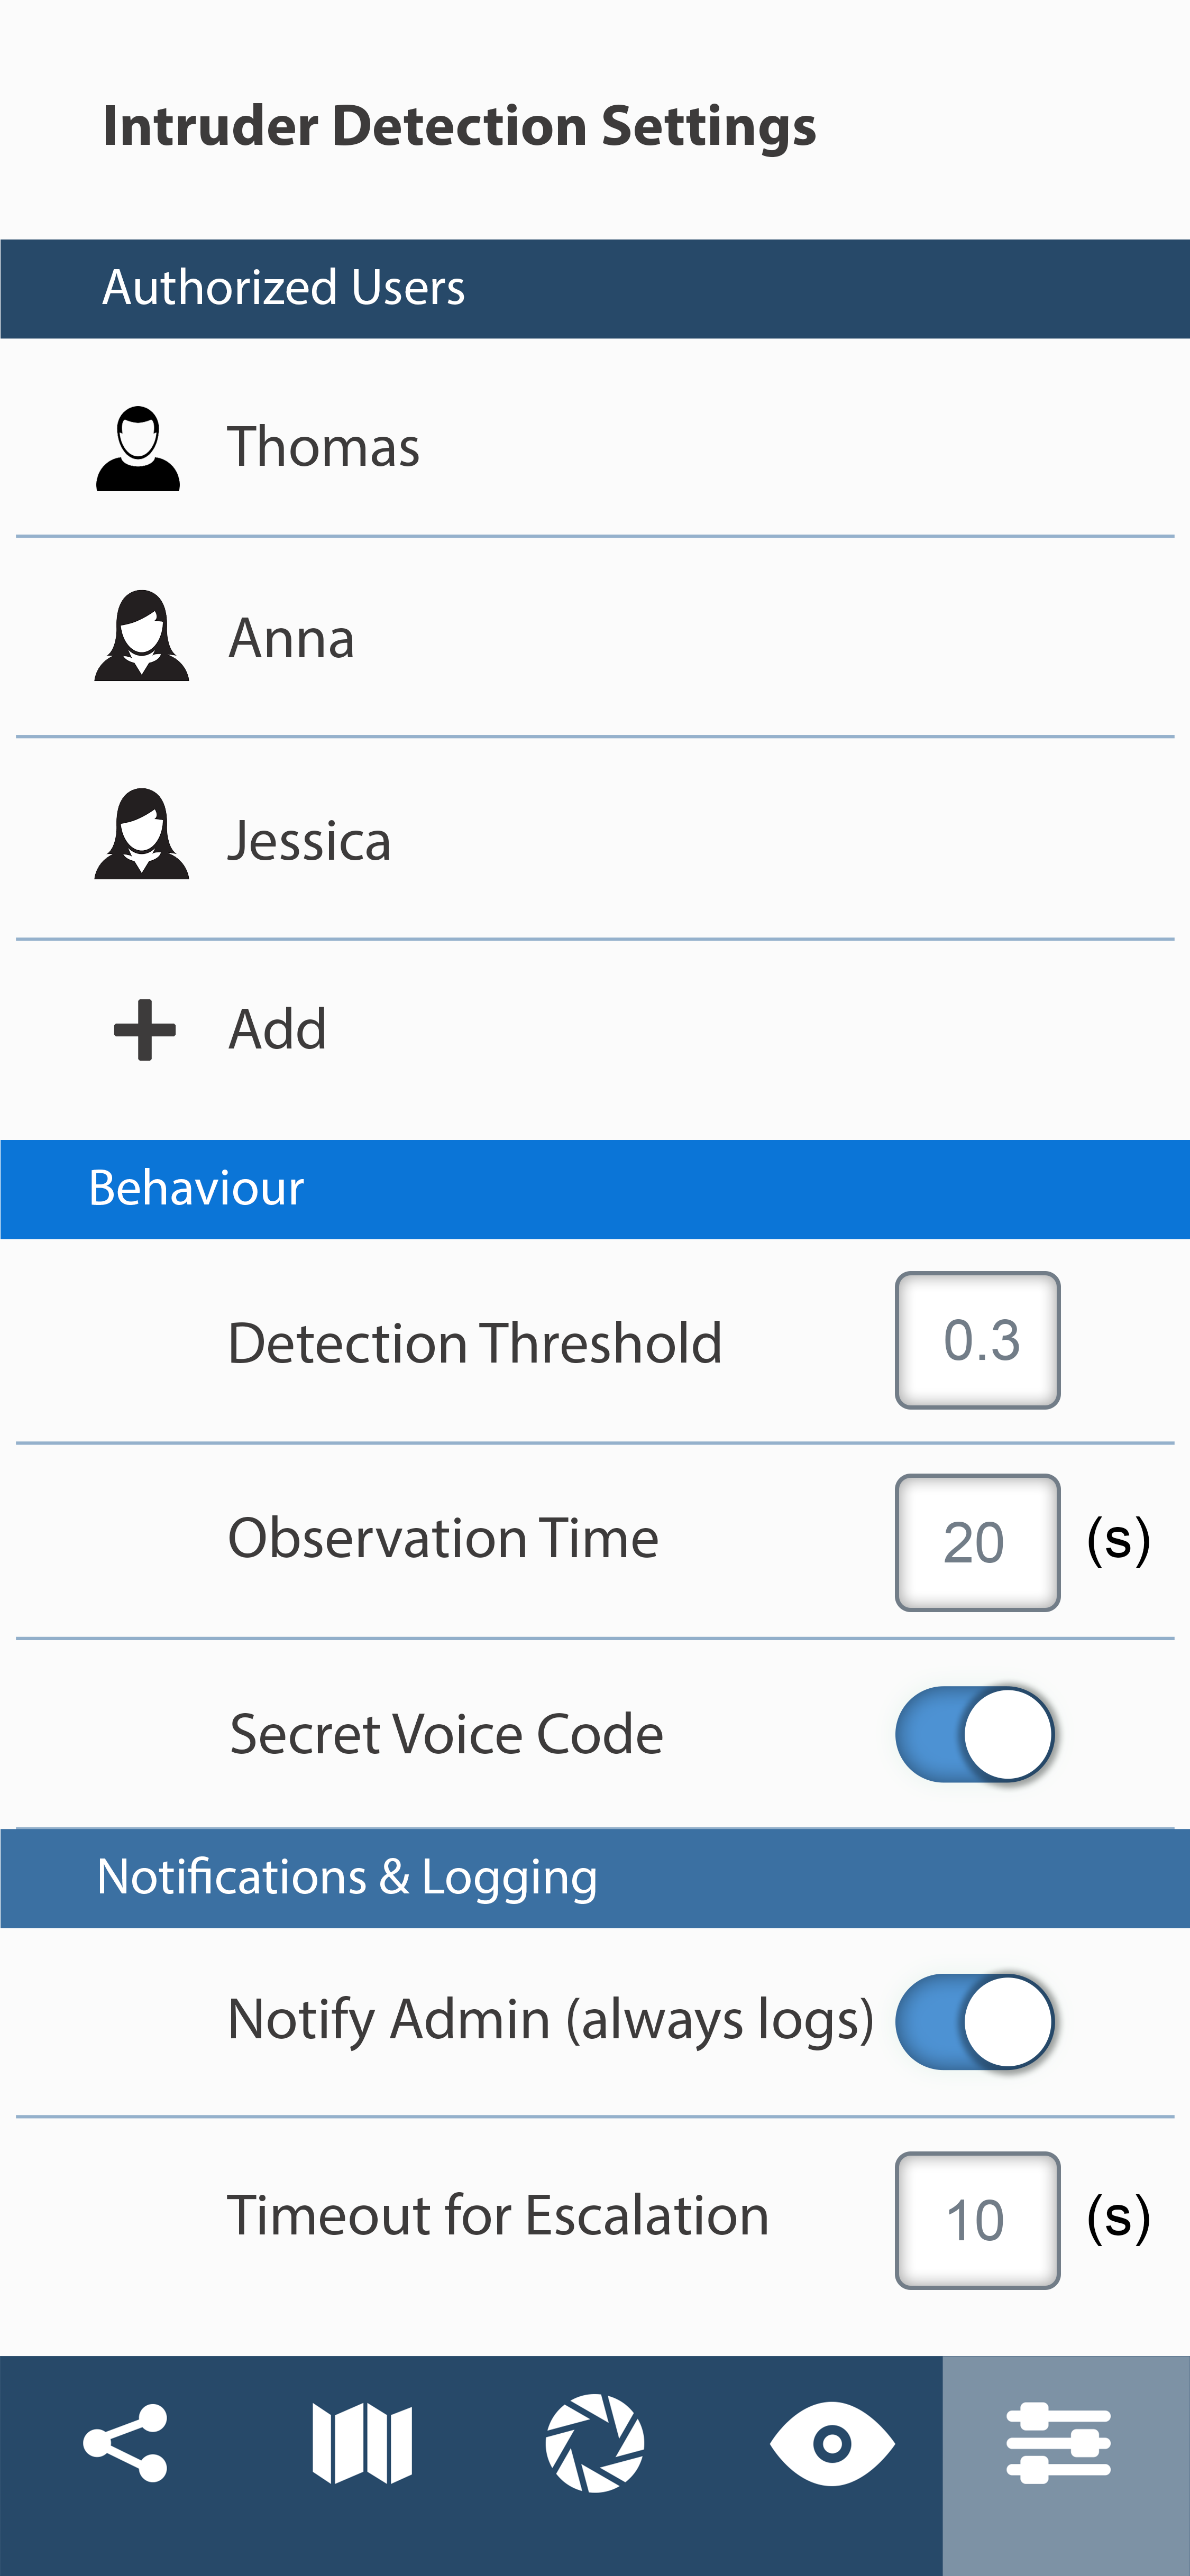 Intruder Detection Settings
Authorized Users
Thomas
Anna
Jessica
Add
Behaviour
Detection Threshold 0.3
Observation Time 20 (s)
Secret Voice Code
Notifications & Logging
Notify Admin (always logs)
Timeout for Escalation 10 (s)